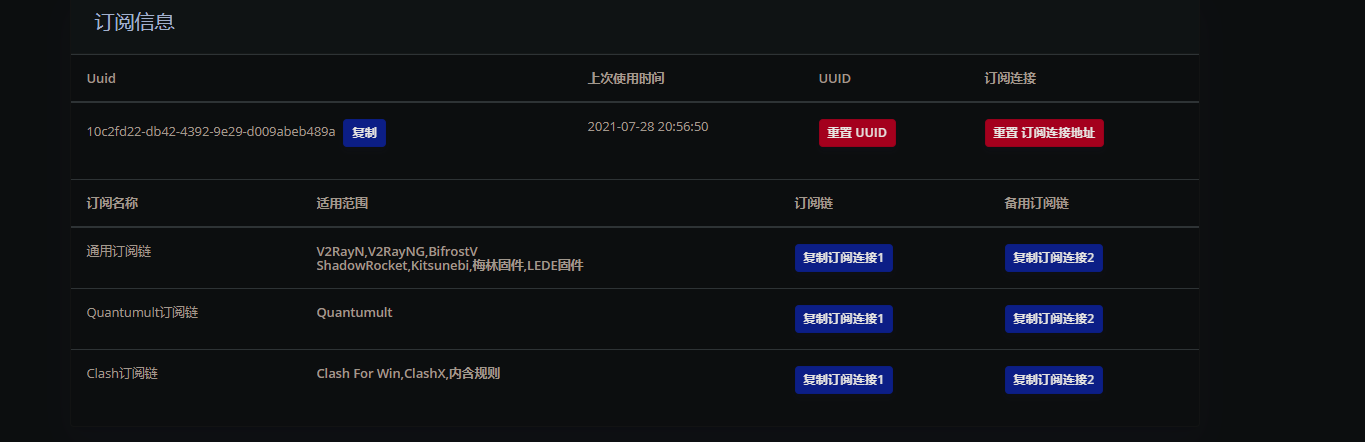 订阅信息
Uuid 上次使用时间 UUID 订阅连接
10c2fd22-db42-4392-9e29-d009abeb489a 复制 2021-07-28 20:56:50 重置 UUID 重置 订阅连接地址
订阅名称 适用范围 订阅链 备用订阅链
通用订阅链 V2RayN,V2RayNG,BifrostV 复制订阅连接1 复制订阅连接2
ShadowRocket,Kitsunebi,梅林固件,LEDE固件
Quantumult订阅链 Quantumult 复制订阅连接1 复制订阅连接2
Clash订阅链 Clash For Win,ClashX,内含规则 复制订阅连接1 复制订阅连接2